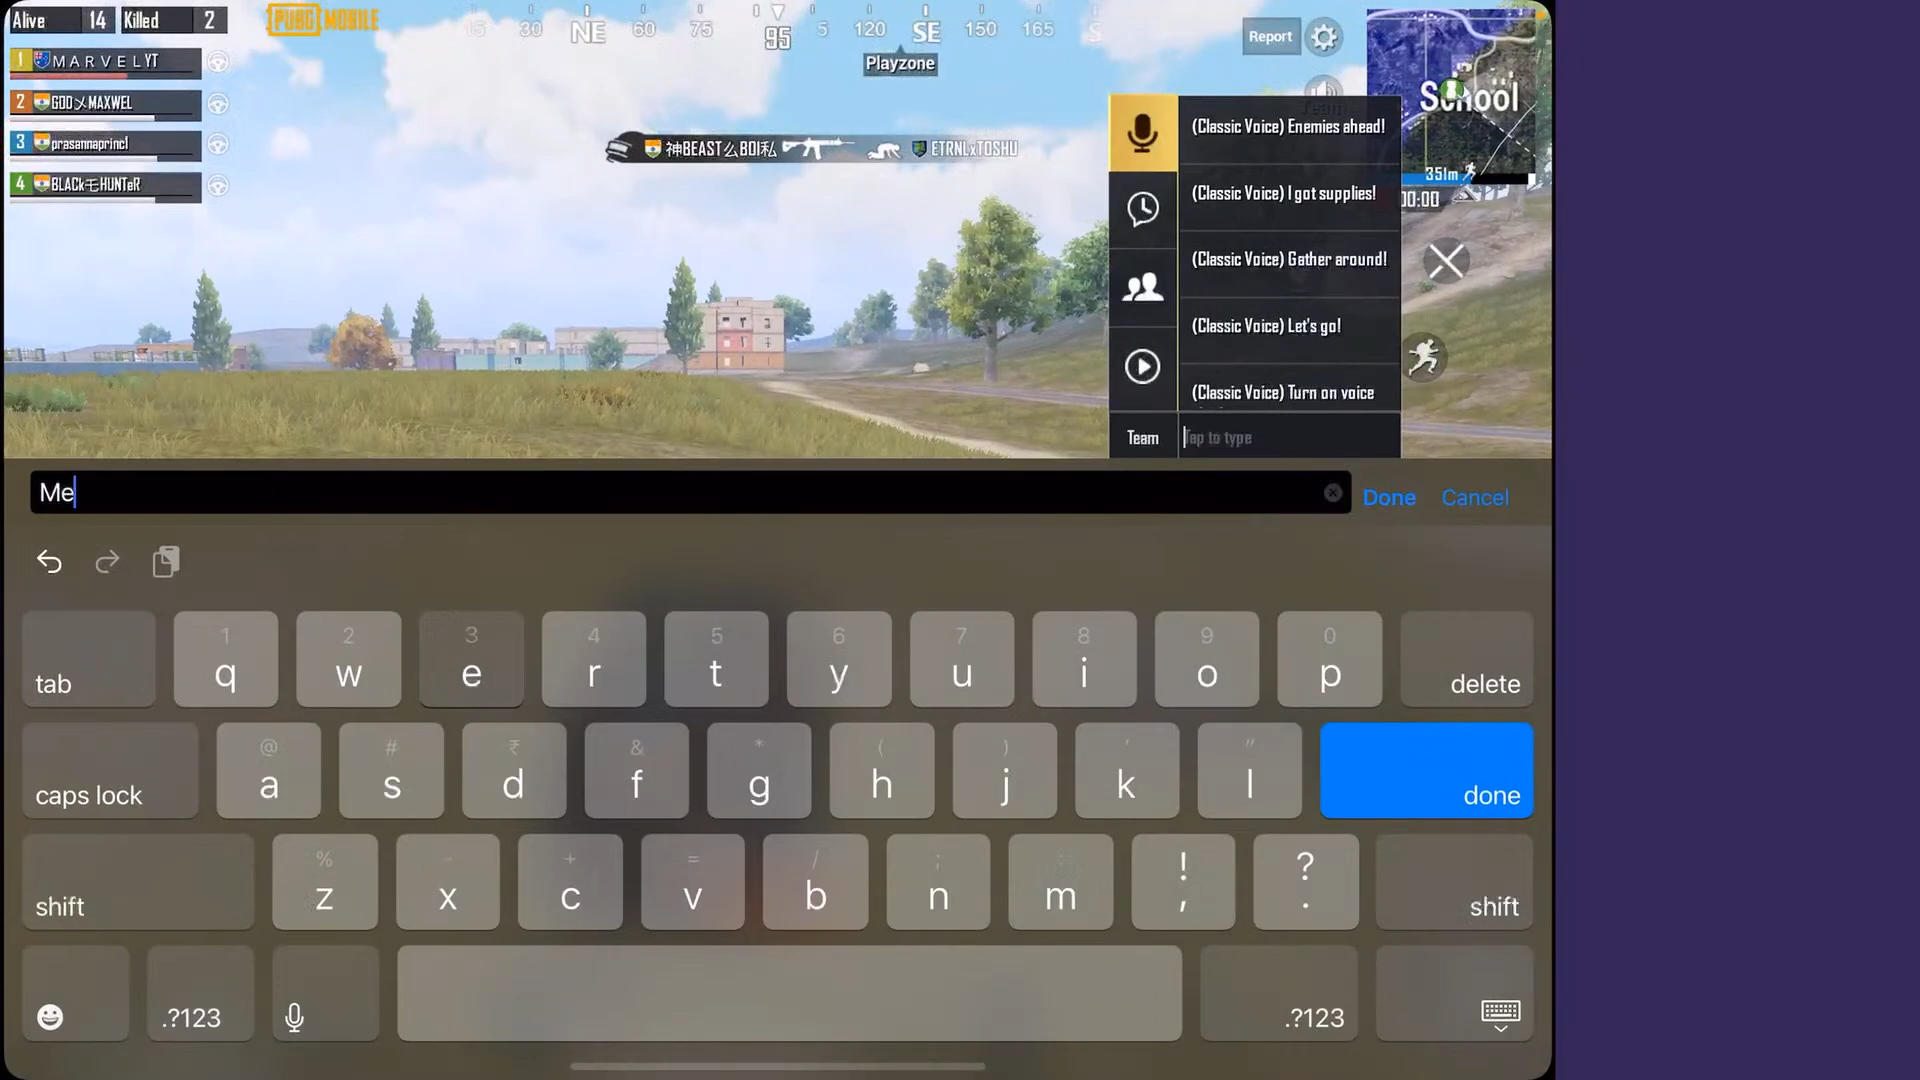 Alive 14 Killed 2
PUBG MOBILE
15 30 NE 60 75 95 5 120 SE 150 165 S
Playzone
Report
1 M A R V E L YT
2 GODメMAXWEL
3 prasannaprincl
4 BLACkモHUNTeR
神BEAST么BOI私 ETRNLxTOSHU
School
351m
00:00
Team
(Classic Voice) Enemies ahead!
(Classic Voice) I got supplies!
(Classic Voice) Gather around!
(Classic Voice) Let's go!
(Classic Voice) Turn on voice
Team Tap to type
Me Done Cancel
1 2 3 4 5 6 7 8 9 0
tab q w e r t y u i o p delete
@ # ₹ & * ( ) ' "
caps lock a s d f g h j k l done
% - + = / ; : ! ?
shift z x c v b n m , . shift
.?123 .?123